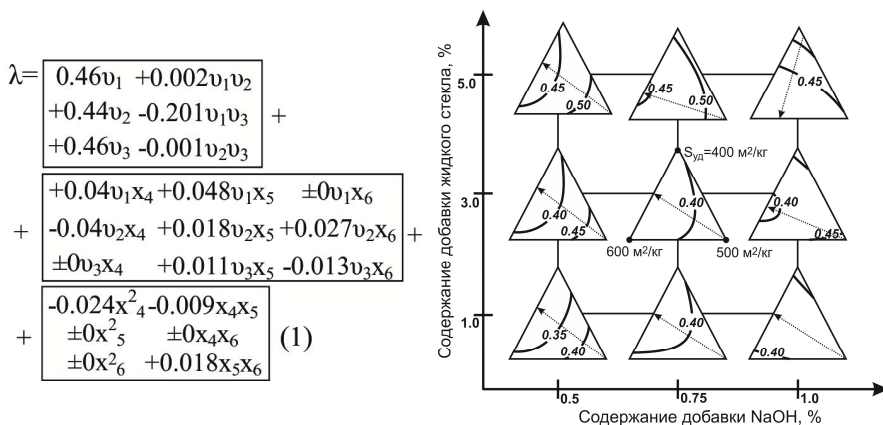 λ= 0.46υ₁ +0.002υ₁υ₂
+0.44υ₂ -0.201υ₁υ₃ +
+0.46υ₃ -0.001υ₂υ₃
+0.04υ₁x₄ +0.048υ₁x₅ ±0υ₁x₆
+ -0.04υ₂x₄ +0.018υ₂x₅ +0.027υ₂x₆ +
±0υ₃x₄ +0.011υ₃x₅ -0.013υ₃x₆
-0.024x²₄ -0.009x₄x₅
+ ±0x²₅ ±0x₄x₆ (1)
±0x²₆ +0.018x₅x₆
Содержание добавки жидкого стекла, %
5.0
0.45
0.50
0.45
0.50
0.45
Sуд=400 м²/кг
3.0
0.40
0.45
0.40
0.40
0.45
600 м²/кг
500 м²/кг
1.0
0.35
0.40
0.40
0.40
0.5
0.75
1.0
Содержание добавки NaOH, %